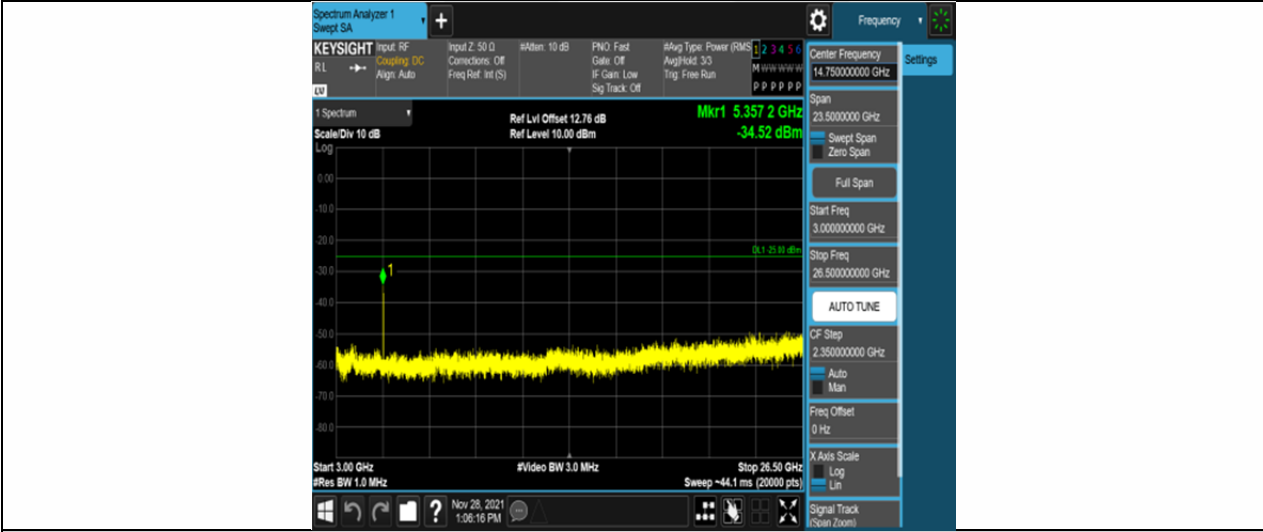 Spectrum Analyzer 1
Swept SA
+
Frequency
KEYSIGHT
RL
LV
Input: RF
Coupling: DC
Align: Auto
Input Z: 50 Ω
Corrections: Off
Freq Ref: Int (S)
#Atten: 10 dB
PNO: Fast
Gate: Off
IF Gain: Low
Sig Track: Off
#Avg Type: Power (RMS
Avg|Hold: 3/3
Trig: Free Run
1 2 3 4 5 6
M W W W W W
P P P P P P
1 Spectrum
Scale/Div 10 dB
Ref Lvl Offset 12.76 dB
Ref Level 10.00 dBm
Mkr1 5.357 2 GHz
-34.52 dBm
Log
0.00
-10.0
-20.0
DL1 -25.00 dBm
-30.0
1
-40.0
-50.0
-60.0
-70.0
-80.0
Start 3.00 GHz
#Video BW 3.0 MHz
Stop 26.50 GHz
#Res BW 1.0 MHz
Sweep ~44.1 ms (20000 pts)
?
Nov 28, 2021
1:06:16 PM
Center Frequency
14.750000000 GHz
Settings
Span
23.5000000 GHz
Swept Span
Zero Span
Full Span
Start Freq
3.000000000 GHz
Stop Freq
26.500000000 GHz
AUTO TUNE
CF Step
2.350000000 GHz
Auto
Man
Freq Offset
0 Hz
X Axis Scale
Log
Lin
Signal Track
(Span Zoom)